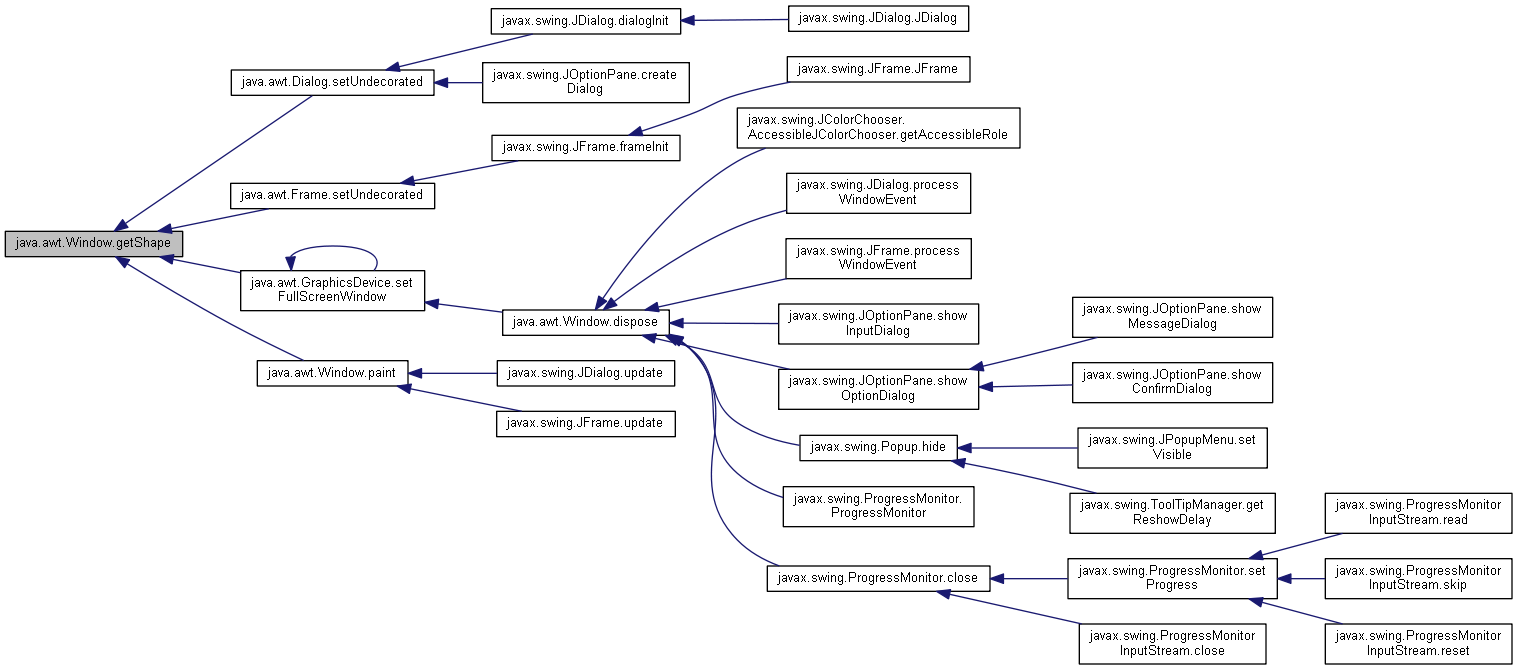 javax.swing.JDialog.dialogInit
javax.swing.JDialog.JDialog
java.awt.Dialog.setUndecorated
javax.swing.JOptionPane.create
Dialog
javax.swing.JFrame.JFrame
javax.swing.JColorChooser.
AccessibleJColorChooser.getAccessibleRole
javax.swing.JFrame.frameInit
javax.swing.JDialog.process
WindowEvent
java.awt.Frame.setUndecorated
java.awt.Window.getShape
javax.swing.JFrame.process
WindowEvent
java.awt.GraphicsDevice.set
FullScreenWindow
java.awt.Window.dispose
javax.swing.JOptionPane.show
InputDialog
javax.swing.JOptionPane.show
MessageDialog
java.awt.Window.paint
javax.swing.JDialog.update
javax.swing.JOptionPane.show
OptionDialog
javax.swing.JOptionPane.show
ConfirmDialog
javax.swing.JFrame.update
javax.swing.Popup.hide
javax.swing.JPopupMenu.set
Visible
javax.swing.ProgressMonitor.
ProgressMonitor
javax.swing.ToolTipManager.get
ReshowDelay
javax.swing.ProgressMonitor
InputStream.read
javax.swing.ProgressMonitor.close
javax.swing.ProgressMonitor.set
Progress
javax.swing.ProgressMonitor
InputStream.skip
javax.swing.ProgressMonitor
InputStream.close
javax.swing.ProgressMonitor
InputStream.reset